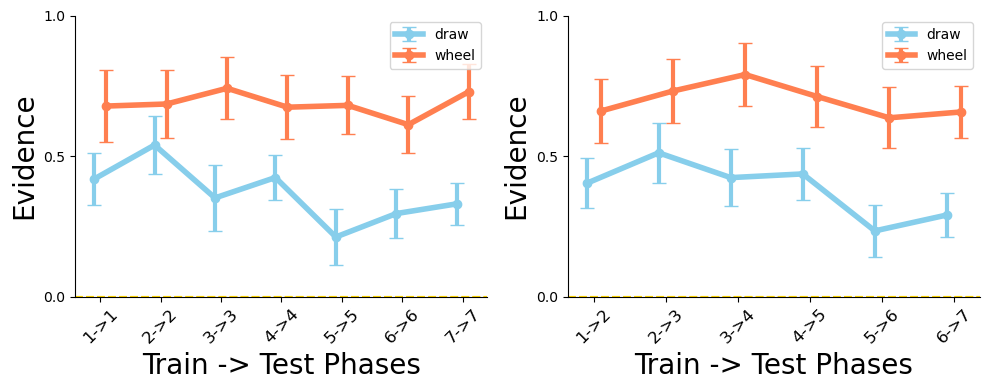 1.0
0.5
0.0
Evidence
draw
wheel
1->1
2->2
3->3
4->4
5->5
6->6
7->7
Train -> Test Phases
1.0
0.5
0.0
Evidence
draw
wheel
1->2
2->3
3->4
4->5
5->6
6->7
Train -> Test Phases